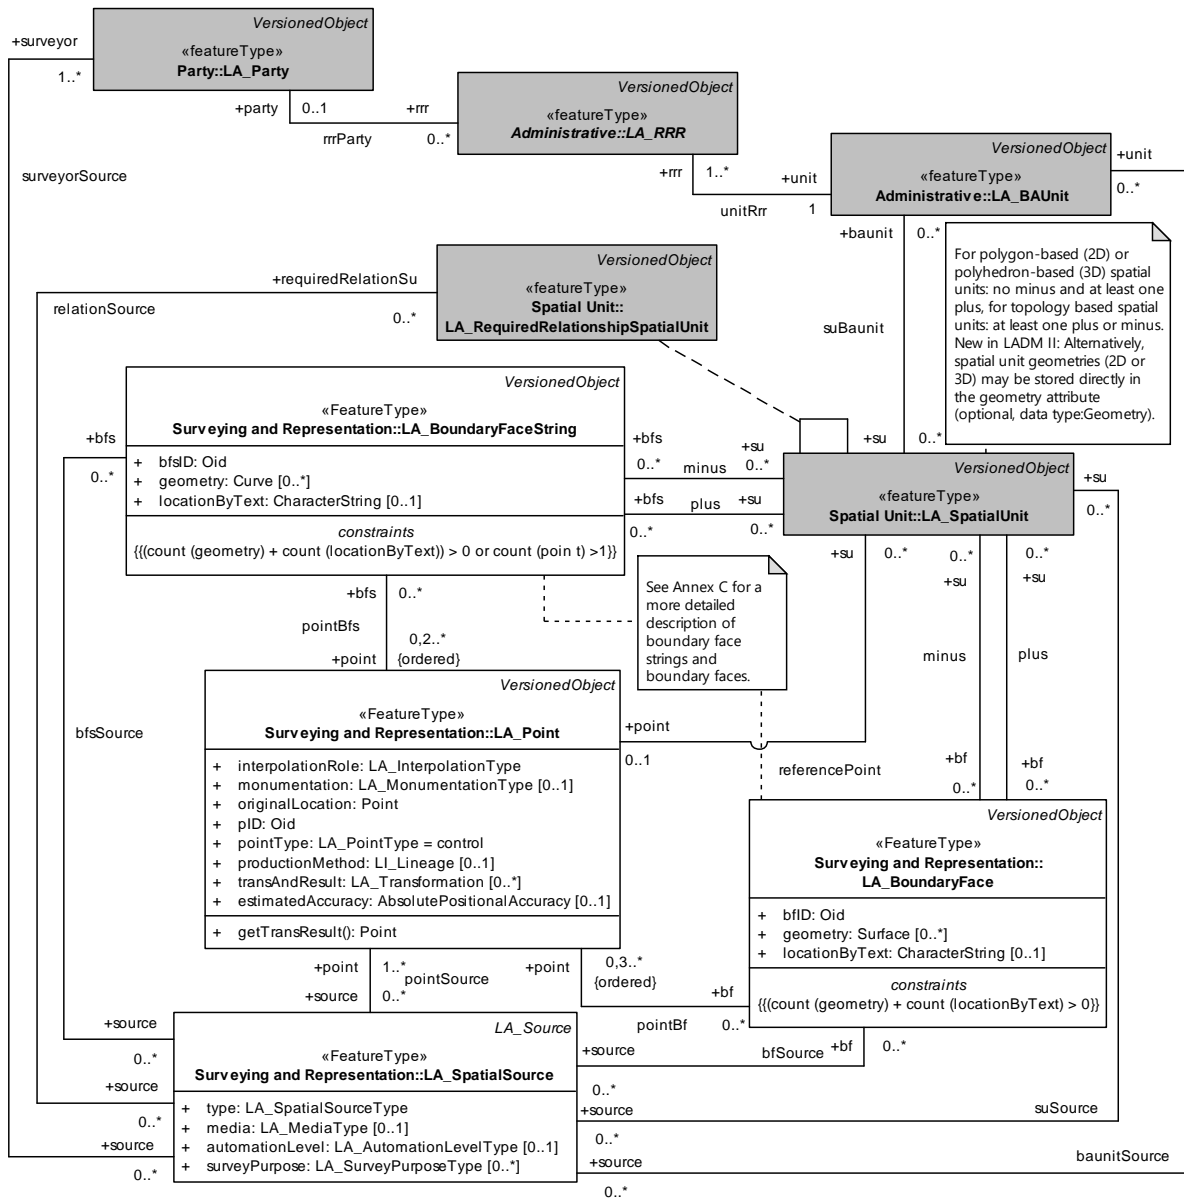 VersionedObject
«featureType»
Party::LA_Party
+surveyor
1..*
+party
0..1
+rrr
rrrParty
0..*
VersionedObject
«featureType»
Administrative::LA_RRR
surveyorSource
+rrr
1..*
+unit
unitRrr
1
VersionedObject
«featureType»
Administrative::LA_BAUnit
+unit
0..*
+baunit
0..*
suBaunit
For polygon-based (2D) or
polyhedron-based (3D) spatial
units: no minus and at least one
plus, for topology based spatial
units: at least one plus or minus.
New in LADM II: Alternatively,
spatial unit geometries (2D or
3D) may be stored directly in
the geometry attribute
(optional, data type:Geometry).
+requiredRelationSu
relationSource
0..*
VersionedObject
«featureType»
Spatial Unit::
LA_RequiredRelationshipSpatialUnit
VersionedObject
«FeatureType»
Surveying and Representation::LA_BoundaryFaceString
+ bfsID: Oid
+ geometry: Curve [0..*]
+ locationByText: CharacterString [0..1]
constraints
{{(count (geometry) + count (locationByText)) > 0 or count (poin t) >1}}
+bfs
0..*
+bfs
0..*
minus
+su
0..*
+bfs
0..*
plus
+su
0..*
+su
0..*
VersionedObject
«featureType»
Spatial Unit::LA_SpatialUnit
+su
0..*
+su
0..*
0..*
+su
0..*
+su
See Annex C for a
more detailed
description of
boundary face
strings and
boundary faces.
+bfs
0..*
pointBfs
0,2..*
+point
{ordered}
minus
plus
bfsSource
VersionedObject
«FeatureType»
Surveying and Representation::LA_Point
+ interpolationRole: LA_InterpolationType
+ monumentation: LA_MonumentationType [0..1]
+ originalLocation: Point
+ pID: Oid
+ pointType: LA_PointType = control
+ productionMethod: LI_Lineage [0..1]
+ transAndResult: LA_Transformation [0..*]
+ estimatedAccuracy: AbsolutePositionalAccuracy [0..1]
+ getTransResult(): Point
+point
0..1
referencePoint
+bf
0..*
+bf
0..*
VersionedObject
«FeatureType»
Surveying and Representation::
LA_BoundaryFace
+ bfID: Oid
+ geometry: Surface [0..*]
+ locationByText: CharacterString [0..1]
constraints
{{(count (geometry) + count (locationByText) > 0}}
+point
1..*
pointSource
+source
0..*
+point
0,3..*
{ordered}
+bf
pointBf
0..*
+source
0..*
+source
0..*
+source
0..*
LA_Source
«FeatureType»
Surveying and Representation::LA_SpatialSource
+ type: LA_SpatialSourceType
+ media: LA_MediaType [0..1]
+ automationLevel: LA_AutomationLevelType [0..1]
+ surveyPurpose: LA_SurveyPurposeType [0..*]
+source
0..*
bfSource
+bf
0..*
+source
0..*
suSource
+source
0..*
baunitSource